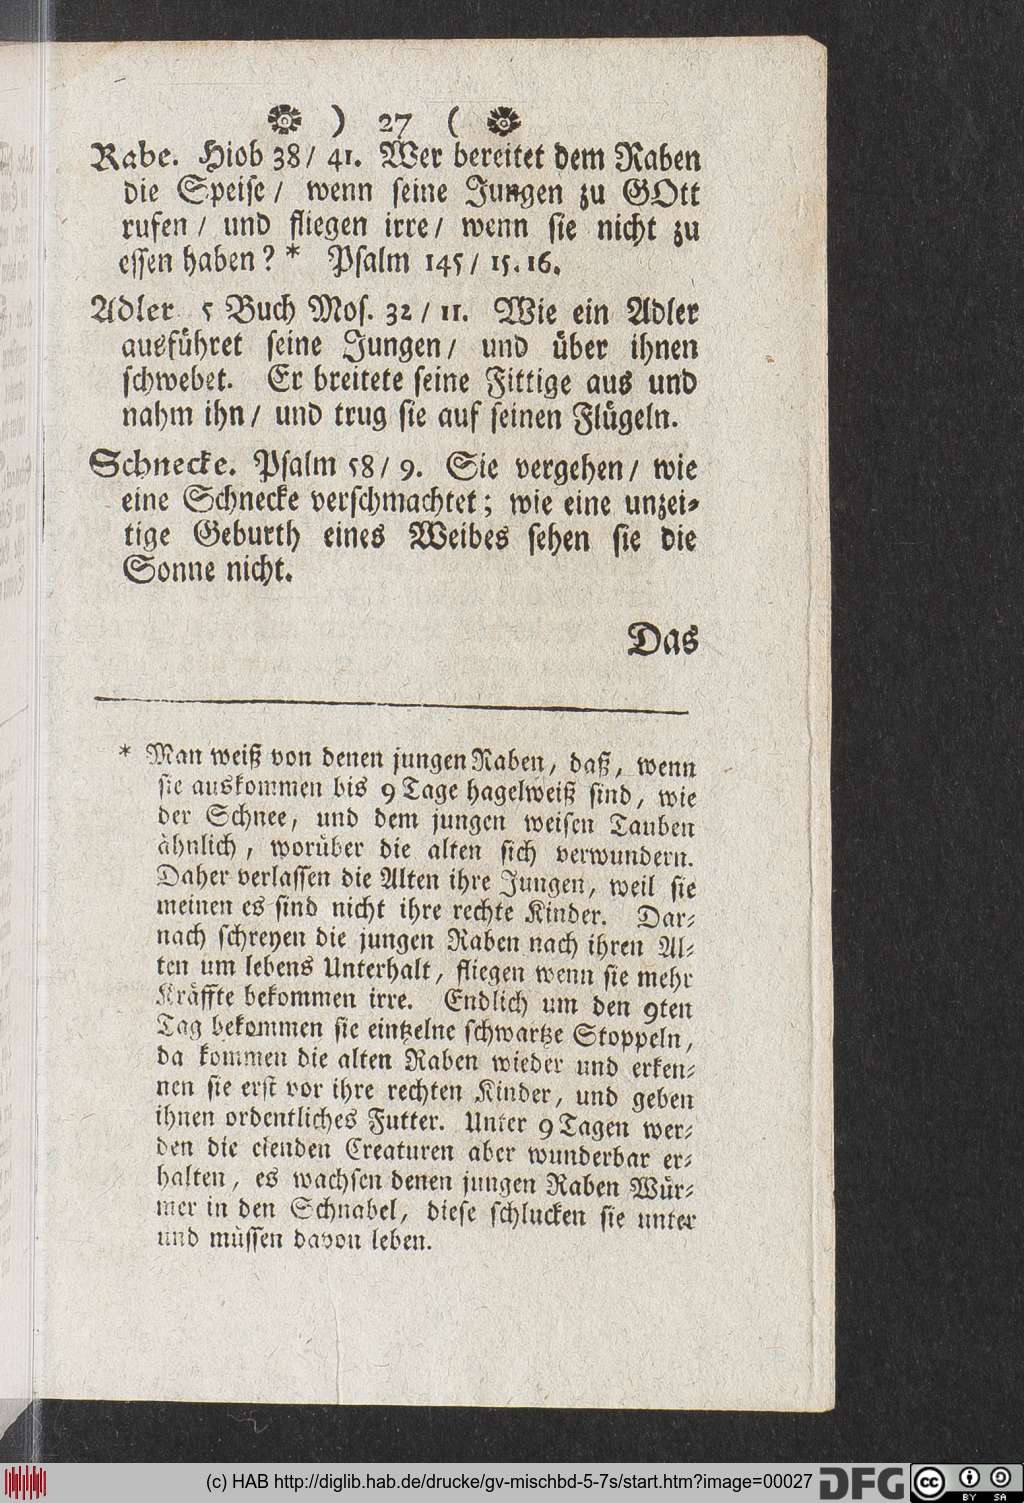 ) 27 (
Rabe. Hiob 38/ 41. Wer bereitet dem Raben
die Speise/ wenn seine Jungen zu GOtt
rufen/ und fliegen irre/ wenn sie nicht zu
essen haben? * Psalm 145/ 15. 16.
Adler 5 Buch Mos. 32/ 11. Wie ein Adler
ausführet seine Jungen/ und über ihnen
schwebet. Er breitete seine Fittige aus und
nahm ihn/ und trug sie auf seinen Flügeln.
Schnecke. Psalm 58/ 9. Sie vergehen/ wie
eine Schnecke verschmachtet; wie eine unzei-
tige Geburth eines Weibes sehen sie die
Sonne nicht.
Das
* Man weiß von denen jungen Raben, daß, wenn
sie auskommen bis 9 Tage hagelweiß sind, wie
der Schnee, und dem jungen weisen Tauben
ähnlich, worüber die alten sich verwundern.
Daher verlassen die Alten ihre Jungen, weil sie
meinen es sind nicht ihre rechte Kinder. Dar-
nach schreyen die jungen Raben nach ihren Al-
ten um lebens Unterhalt, fliegen wenn sie mehr
Kräffte bekommen irre. Endlich um den 9ten
Tag bekommen sie eintzelne schwartze Stoppeln,
da kommen die alten Raben wieder und erken-
nen sie erst vor ihre rechten Kinder, und geben
ihnen ordentliches Futter. Unter 9 Tagen wer-
den die elenden Creaturen aber wunderbar er-
halten, es wachsen denen jungen Raben Wür-
mer in den Schnabel, diese schlucken sie unter
und müssen davon leben.
(c) HAB http://diglib.hab.de/drucke/gv-mischbd-5-7s/start.htm?image=00027 DFG cc BY SA